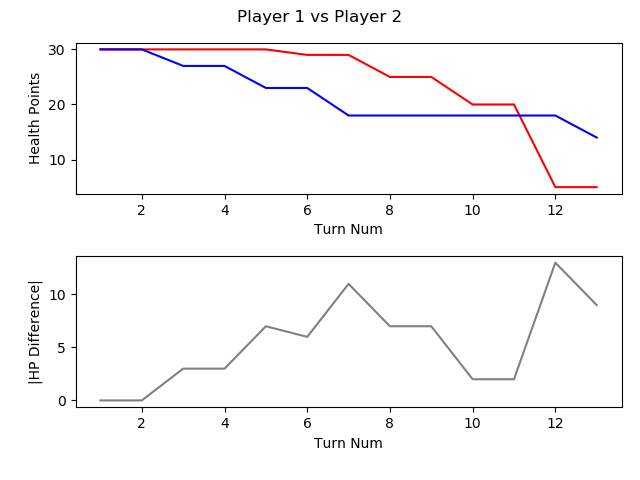 Player 1 vs Player 2
30
20
10
Health Points
2 4 6 8 10 12
Turn Num
10
5
0
|HP Difference|
2 4 6 8 10 12
Turn Num